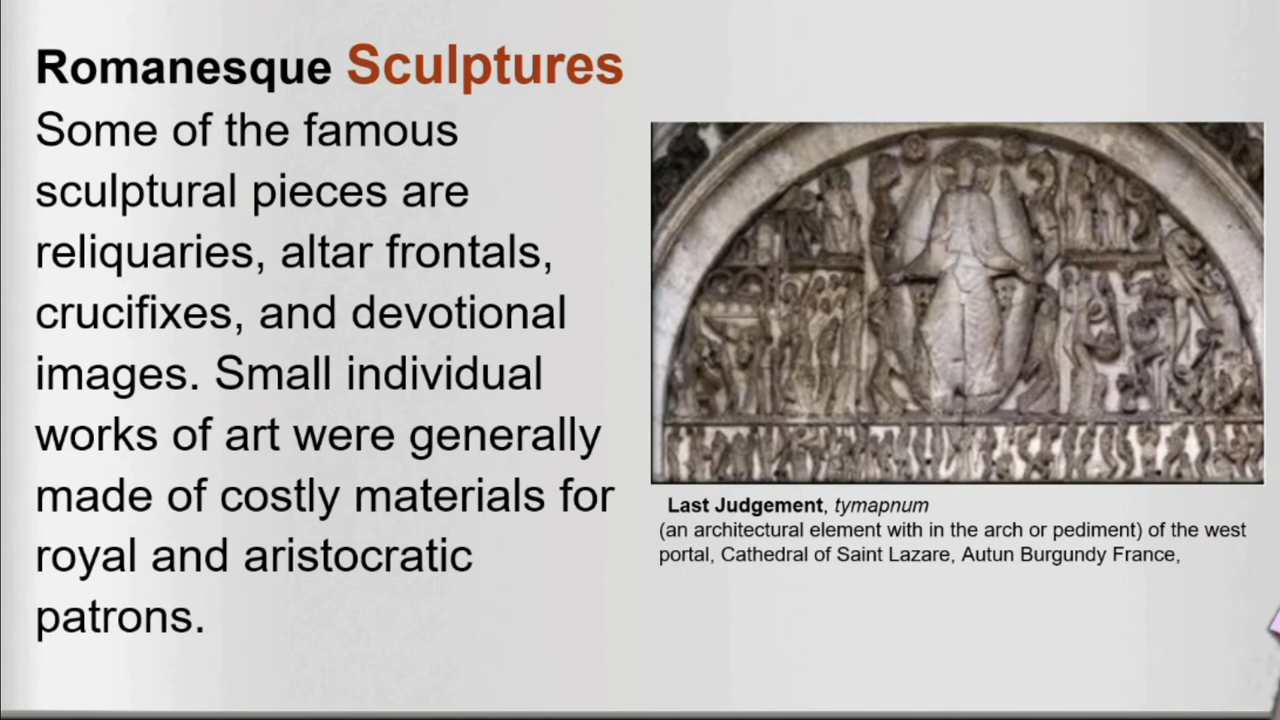 Romanesque Sculptures
Some of the famous
sculptural pieces are
reliquaries, altar frontals,
crucifixes, and devotional
images. Small individual
works of art were generally
made of costly materials for
royal and aristocratic
patrons.
Last Judgement, tymapnum
(an architectural element with in the arch or pediment) of the west
portal, Cathedral of Saint Lazare, Autun Burgundy France,